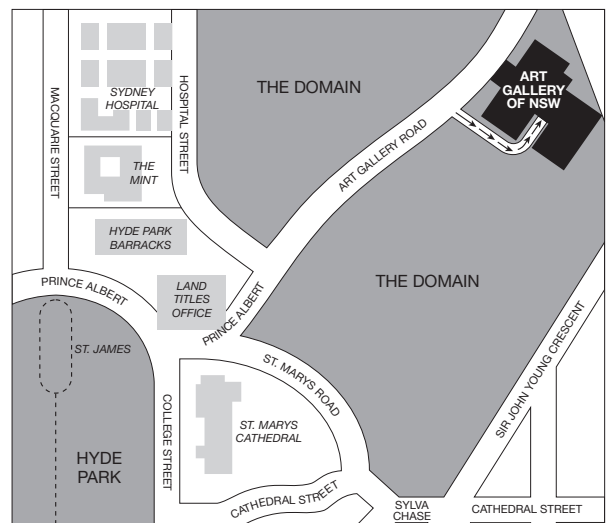 THE DOMAIN
ART
GALLERY
OF NSW
SYDNEY
HOSPITAL
HOSPITAL STREET
MACQUARIE STREET
ART GALLERY ROAD
THE
MINT
HYDE PARK
BARRACKS
LAND
TITLES
OFFICE
PRINCE ALBERT
PRINCE ALBERT
THE DOMAIN
ST. JAMES
ST. MARYS ROAD
SIR JOHN YOUNG CRESCENT
COLLEGE STREET
ST. MARYS
CATHEDRAL
HYDE
PARK
CATHEDRAL STREET
SYLVA
CHASE
CATHEDRAL STREET